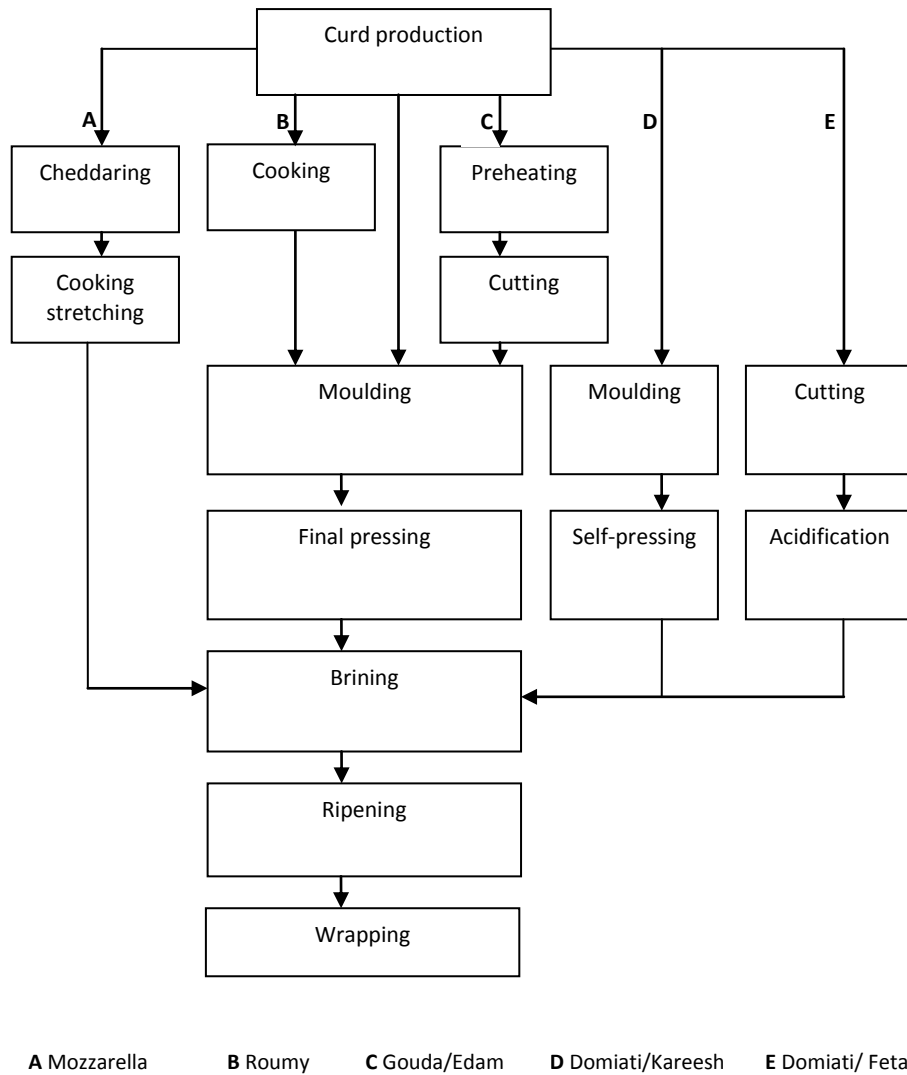 Curd production
A
B
C
D
E
Cheddaring
Cooking
Preheating
Cooking
stretching
Cutting
Moulding
Moulding
Cutting
Final pressing
Self-pressing
Acidification
Brining
Ripening
Wrapping
A Mozzarella B Roumy C Gouda/Edam D Domiati/Kareesh E Domiati/ Feta